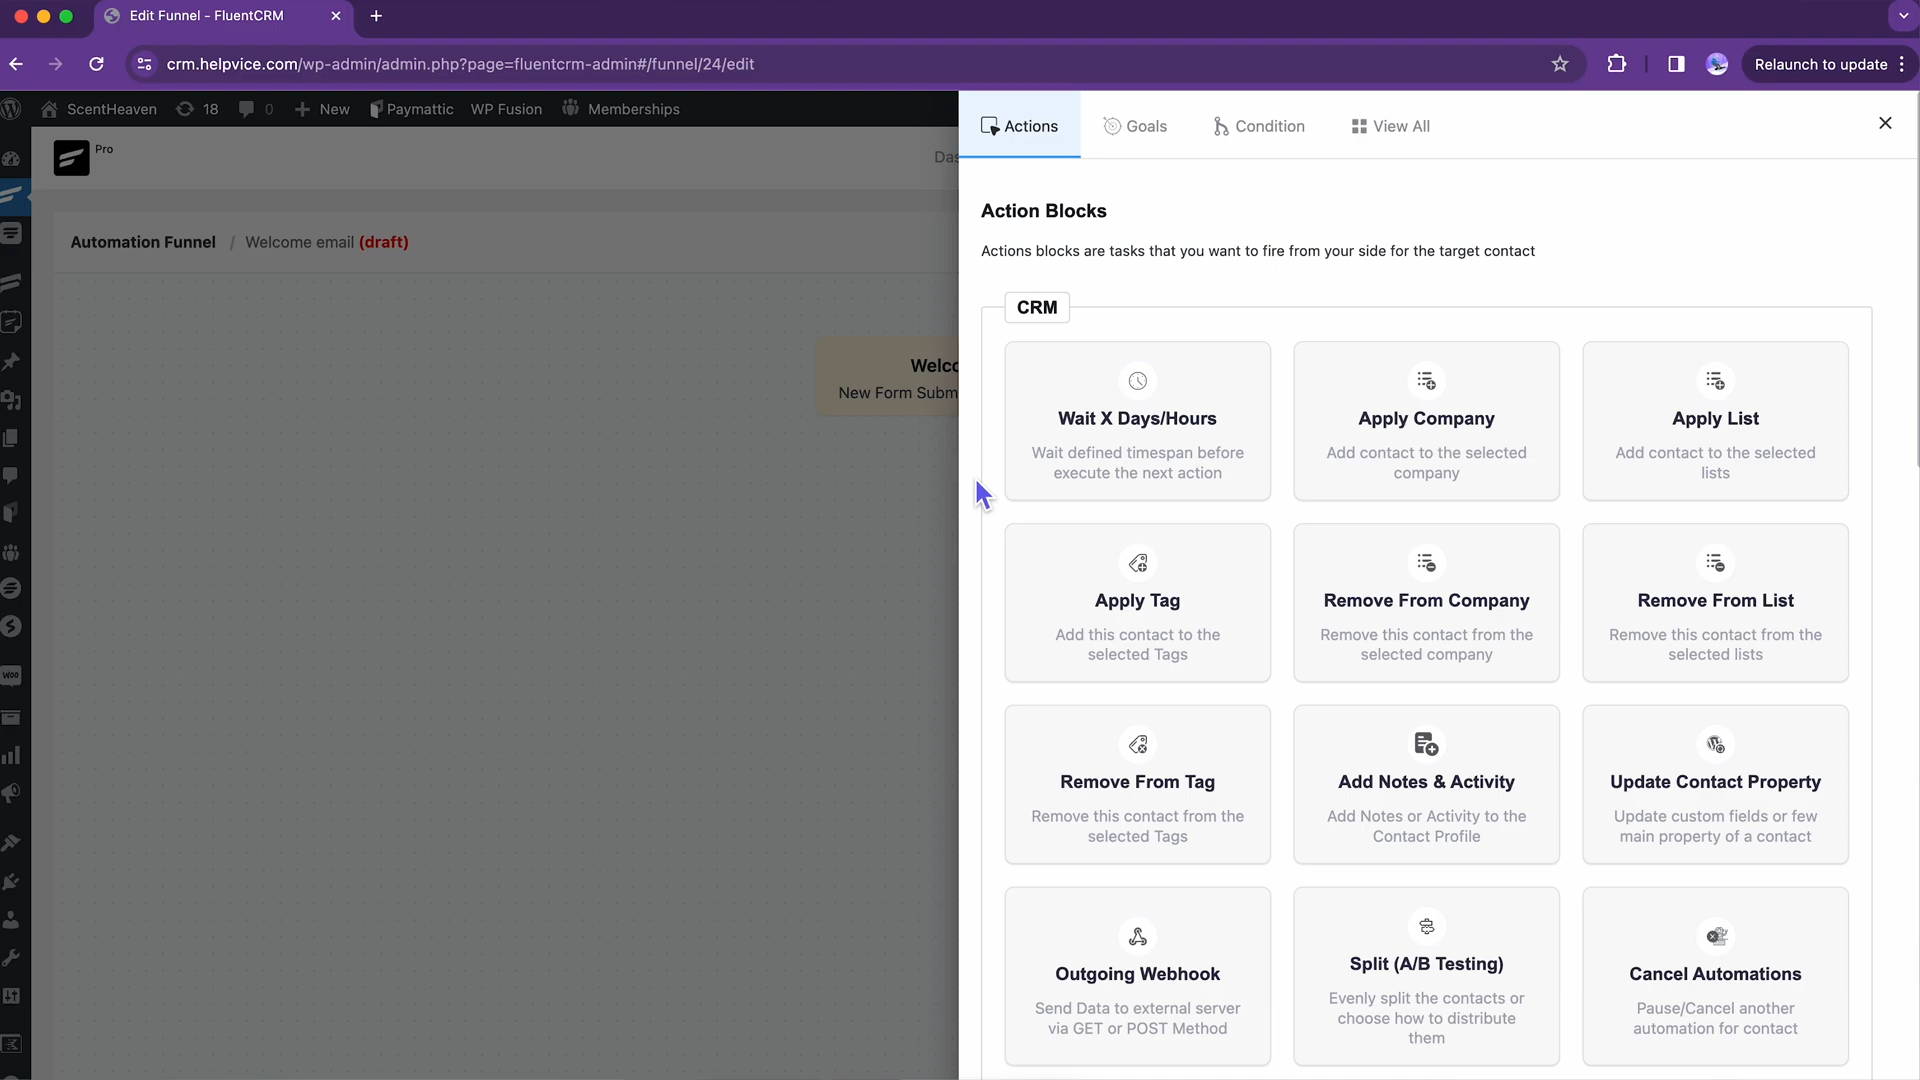 Edit Funnel - FluentCRM
crm.helpvice.com/wp-admin/admin.php?page=fluentcrm-admin#/funnel/24/edit
Relaunch to update
ScentHeaven 18 0 New Paymattic WP Fusion Memberships
Pro
Das
Automation Funnel / Welcome email (draft)
Welco
New Form Subm
Woo
Actions Goals Condition View All
Action Blocks
Actions blocks are tasks that you want to fire from your side for the target contact
CRM
Wait X Days/Hours
Wait defined timespan before
execute the next action
Apply Company
Add contact to the selected
company
Apply List
Add contact to the selected
lists
Apply Tag
Add this contact to the
selected Tags
Remove From Company
Remove this contact from the
selected company
Remove From List
Remove this contact from the
selected lists
Remove From Tag
Remove this contact from the
selected Tags
Add Notes & Activity
Add Notes or Activity to the
Contact Profile
Update Contact Property
Update custom fields or few
main property of a contact
Outgoing Webhook
Send Data to external server
via GET or POST Method
Split (A/B Testing)
Evenly split the contacts or
choose how to distribute
them
Cancel Automations
Pause/Cancel another
automation for contact